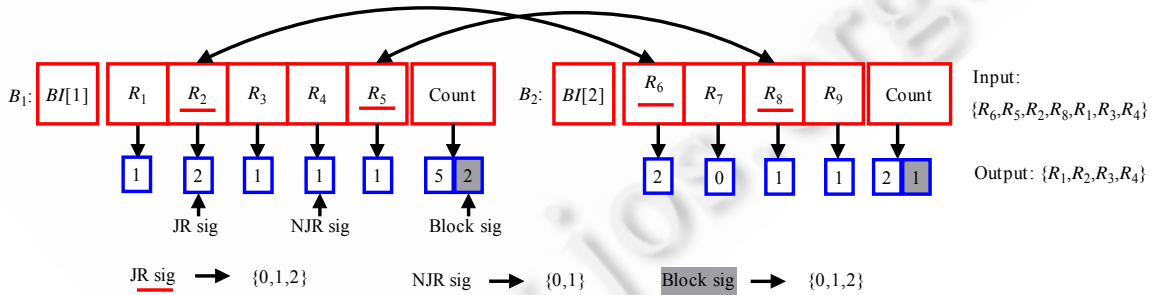 B1: BI[1] R1 R2 R3 R4 R5 Count B2: BI[2] R6 R7 R8 R9 Count Input:
{R6,R5,R2,R8,R1,R3,R4}
1 2 1 1 1 5 2 2 0 1 1 2 1 Output: {R1,R2,R3,R4}
JR sig NJR sig Block sig
JR sig {0,1,2} NJR sig {0,1} Block sig {0,1,2}